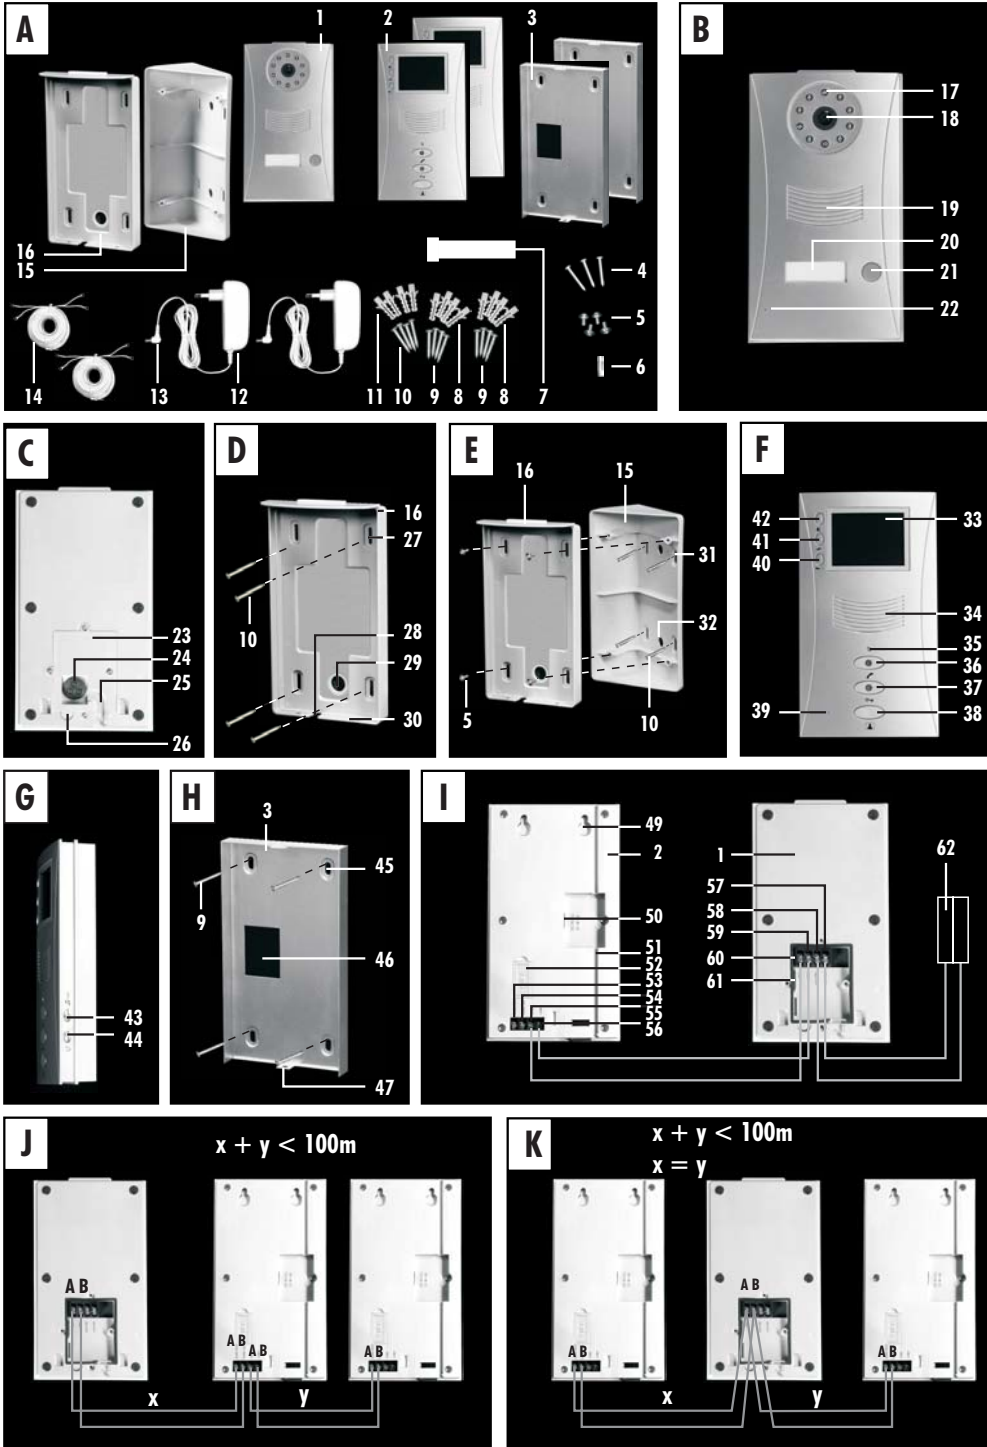 A
1
2
3
16
15
4
5
6
14
13
12
11
10
9
8
9
8
7
B
17
18
19
20
21
22
C
23
24
25
26
D
16
27
10
28
29
30
E
16
15
31
32
5
10
F
42
41
40
33
34
35
36
37
39
38
G
43
44
H
3
45
9
46
47
I
49
2
1
62
57
50
58
59
51
60
52
61
53
54
55
56
J
x + y < 100m
A B
A B
A B
A B
x
y
K
x + y < 100m
x = y
A B
A B
A B
x
y